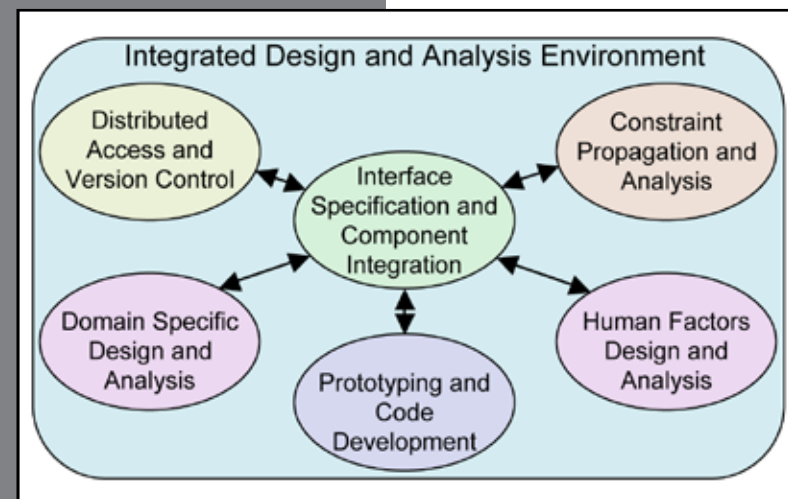 Integrated Design and Analysis Environment
Distributed
Access and
Version Control
Constraint
Propagation and
Analysis
Interface
Specification and
Component
Integration
Domain Specific
Design and
Analysis
Human Factors
Design and
Analysis
Prototyping and
Code
Development